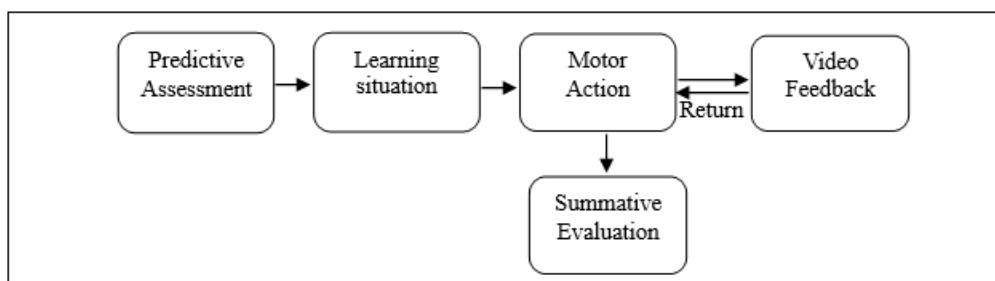 Predictive
Assessment
Learning
situation
Motor
Action
Return
Video
Feedback
Summative
Evaluation